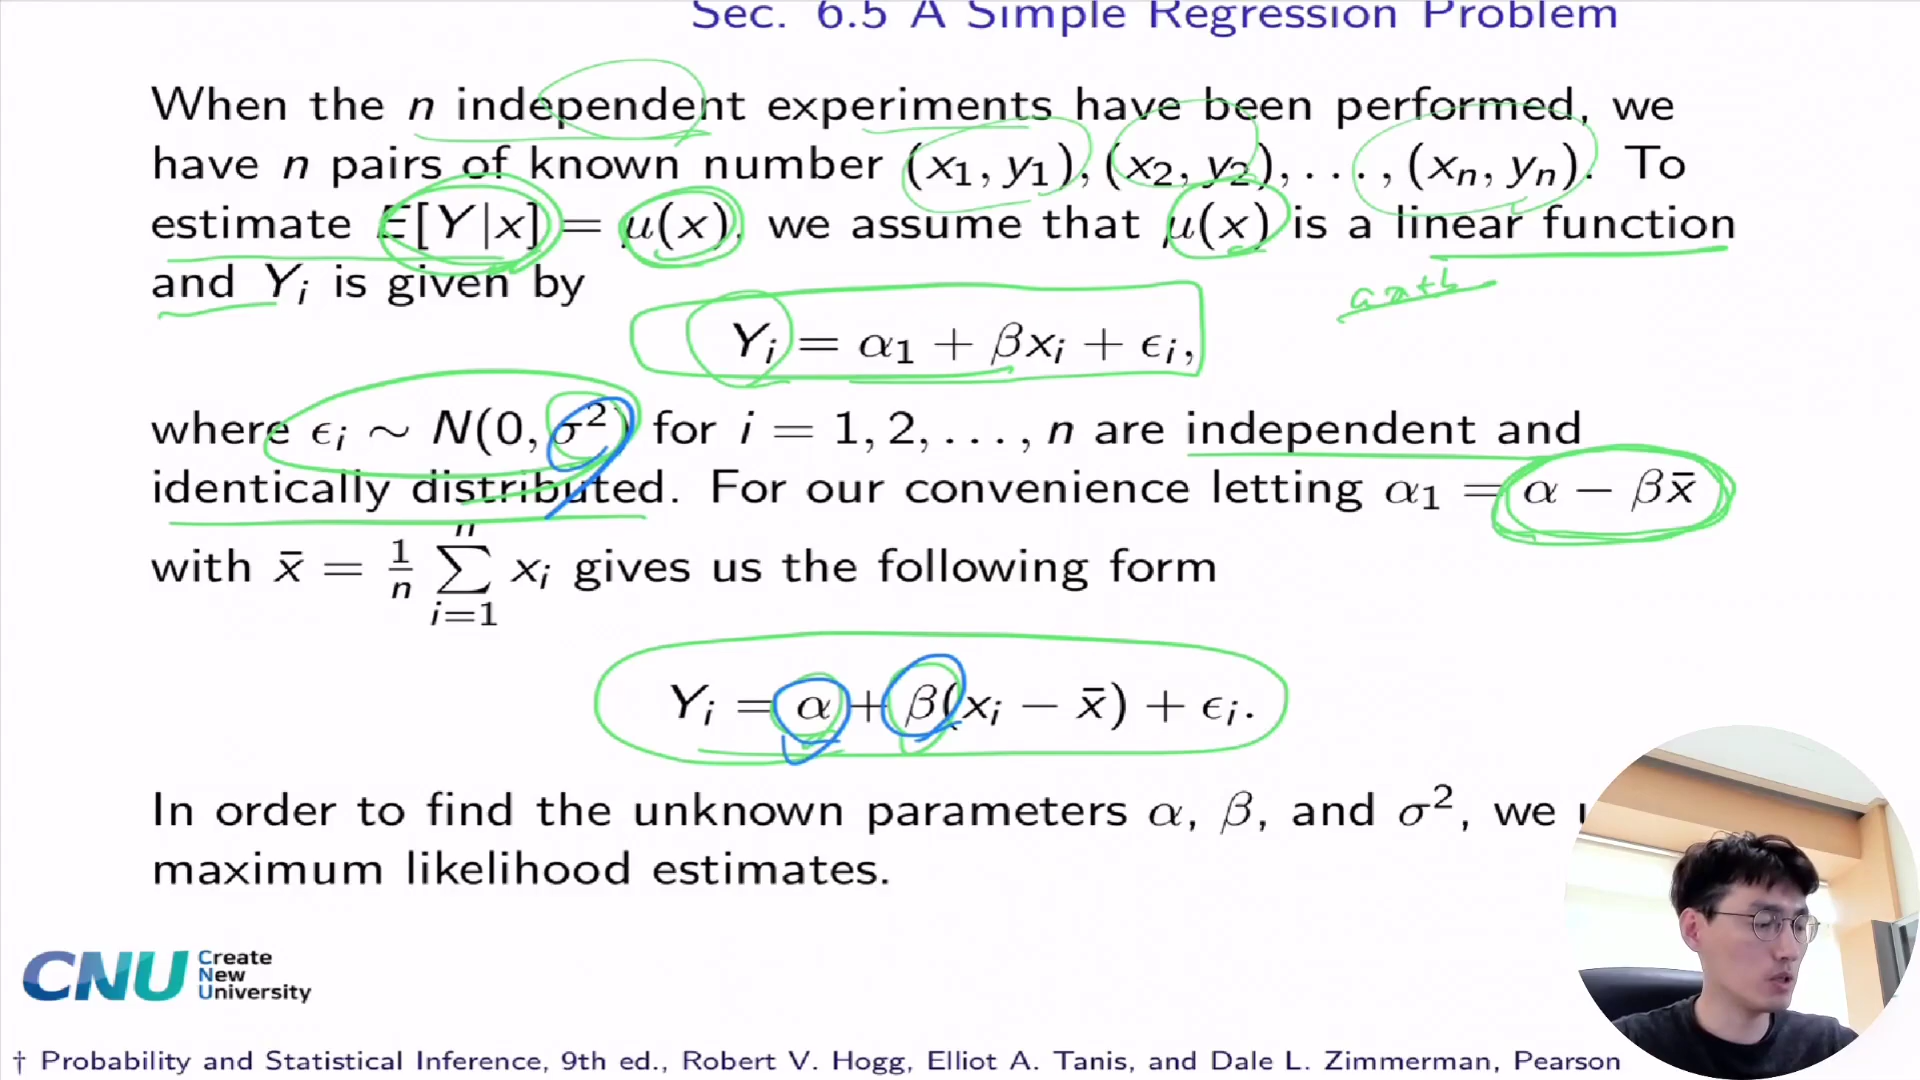 Sec. 6.5 A Simple Regression Problem
When the n independent experiments have been performed, we
have n pairs of known number (x₁, y₁), (x₂, y₂), . . . , (xₙ, yₙ). To
estimate E[Y|x] = μ(x), we assume that μ(x) is a linear function
and Yᵢ is given by
ax+b
Yᵢ = α₁ + βxᵢ + ϵᵢ,
where ϵᵢ ∼ N(0, σ²) for i = 1, 2, . . . , n are independent and
identically distributed. For our convenience letting α₁ = α − βx̄
with x̄ = 1/n ∑ⁿᵢ₌₁ xᵢ gives us the following form
Yᵢ = α + β(xᵢ − x̄) + ϵᵢ.
In order to find the unknown parameters α, β, and σ², we
maximum likelihood estimates.
CNU Create
New
University
† Probability and Statistical Inference, 9th ed., Robert V. Hogg, Elliot A. Tanis, and Dale L. Zimmerman, Pearson